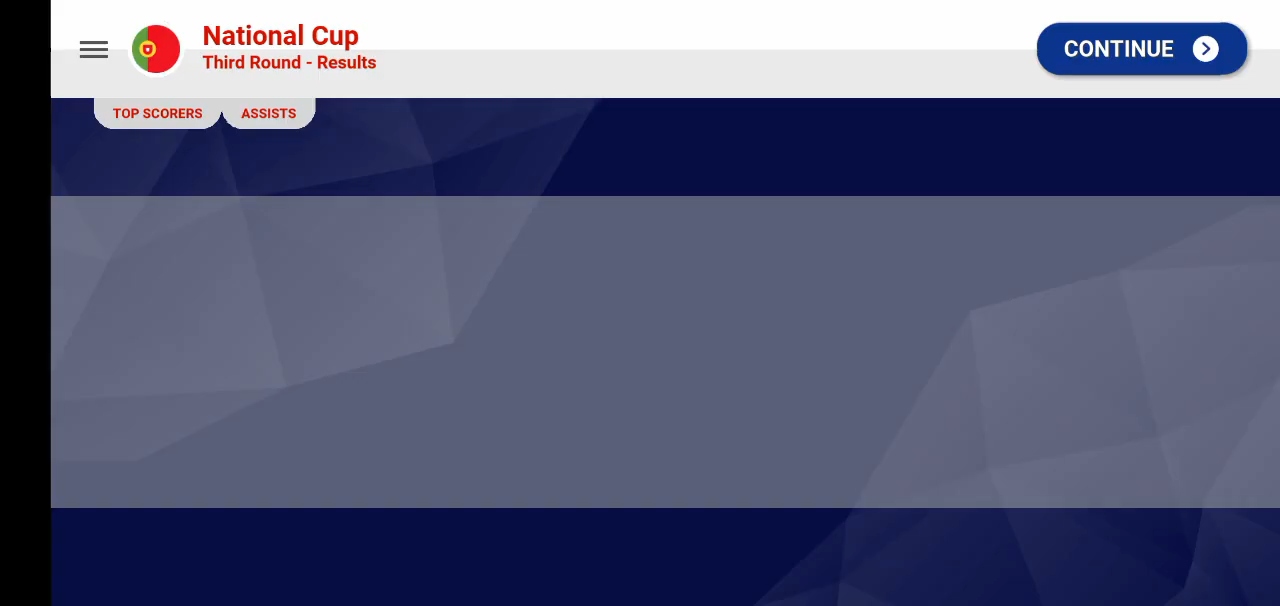 National Cup
Third Round - Results
CONTINUE
TOP SCORERS
ASSISTS